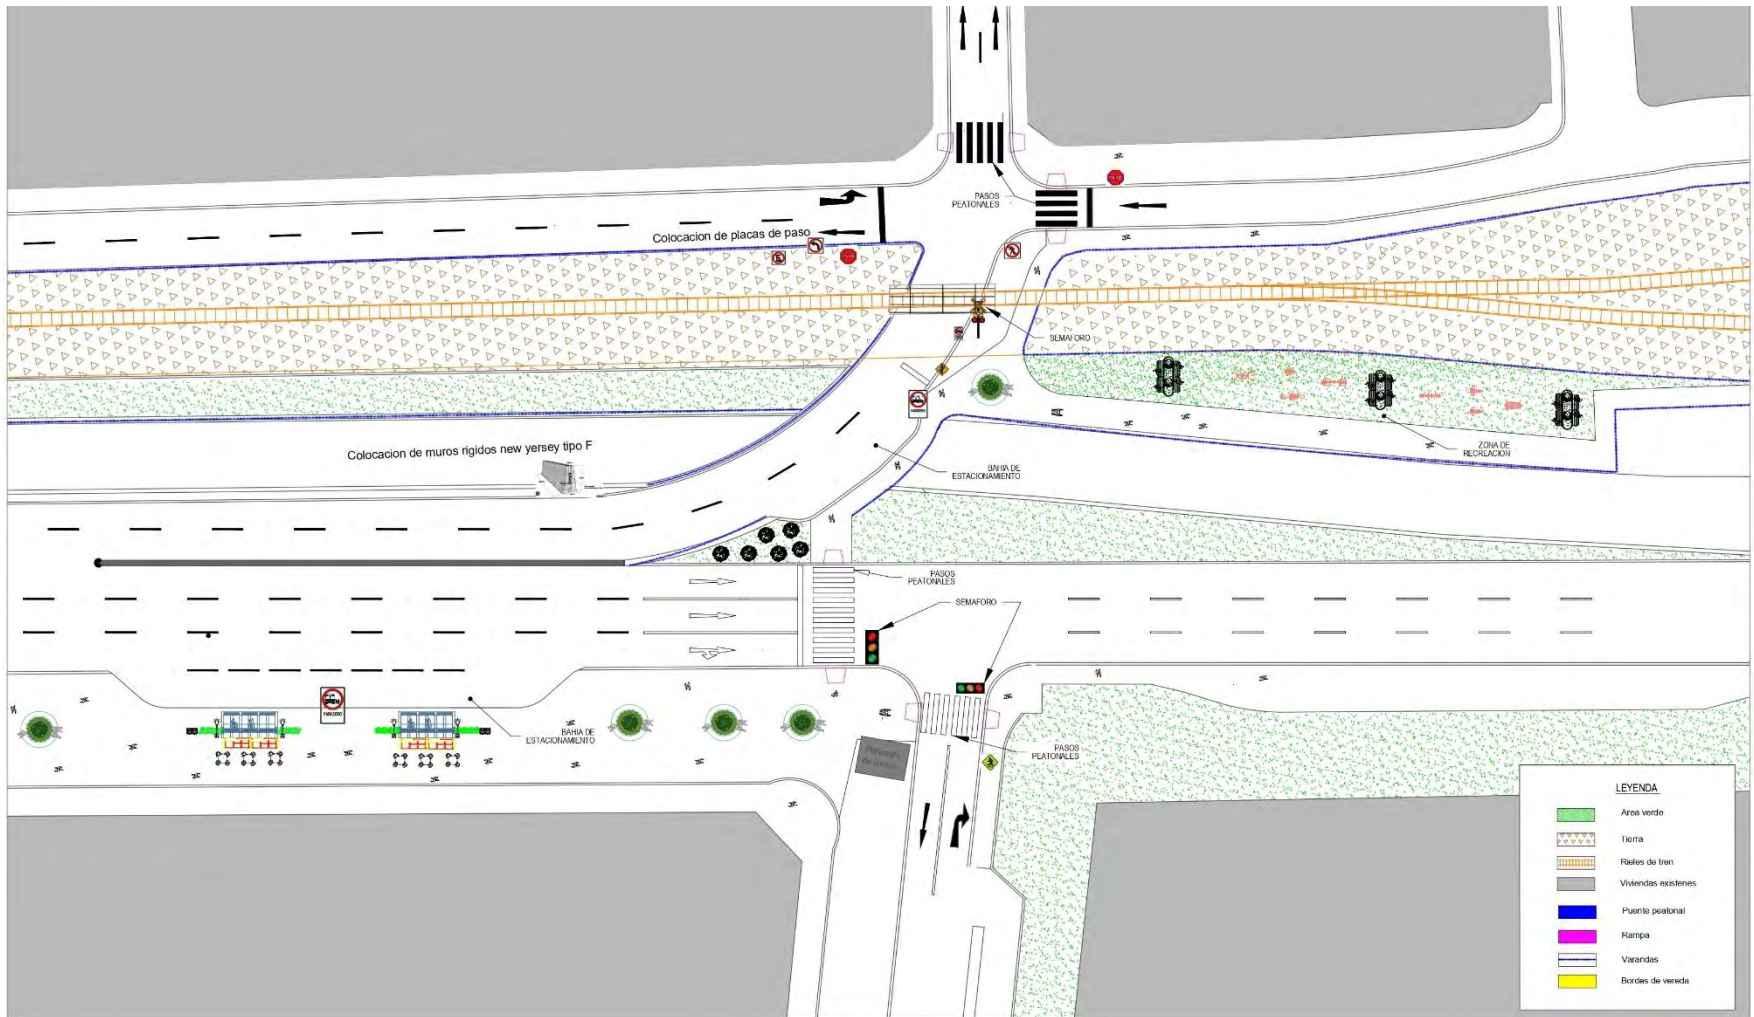 PASOS
PEATONALES
Colocacion de placas de paso
SEMAFORO
Colocacion de muros rigidos new yersey tipo F
BAHIA DE
ESTACIONAMIENTO
ZONA DE
RECREACION
PASOS
PEATONALES
SEMAFORO
PARADERO
BAHIA DE
ESTACIONAMIENTO
PASOS
PEATONALES
LEYENDA
Area verde
Tierra
Rieles de tren
Viviendas existenes
Puente peatonal
Rampa
Varandas
Bordes de vereda